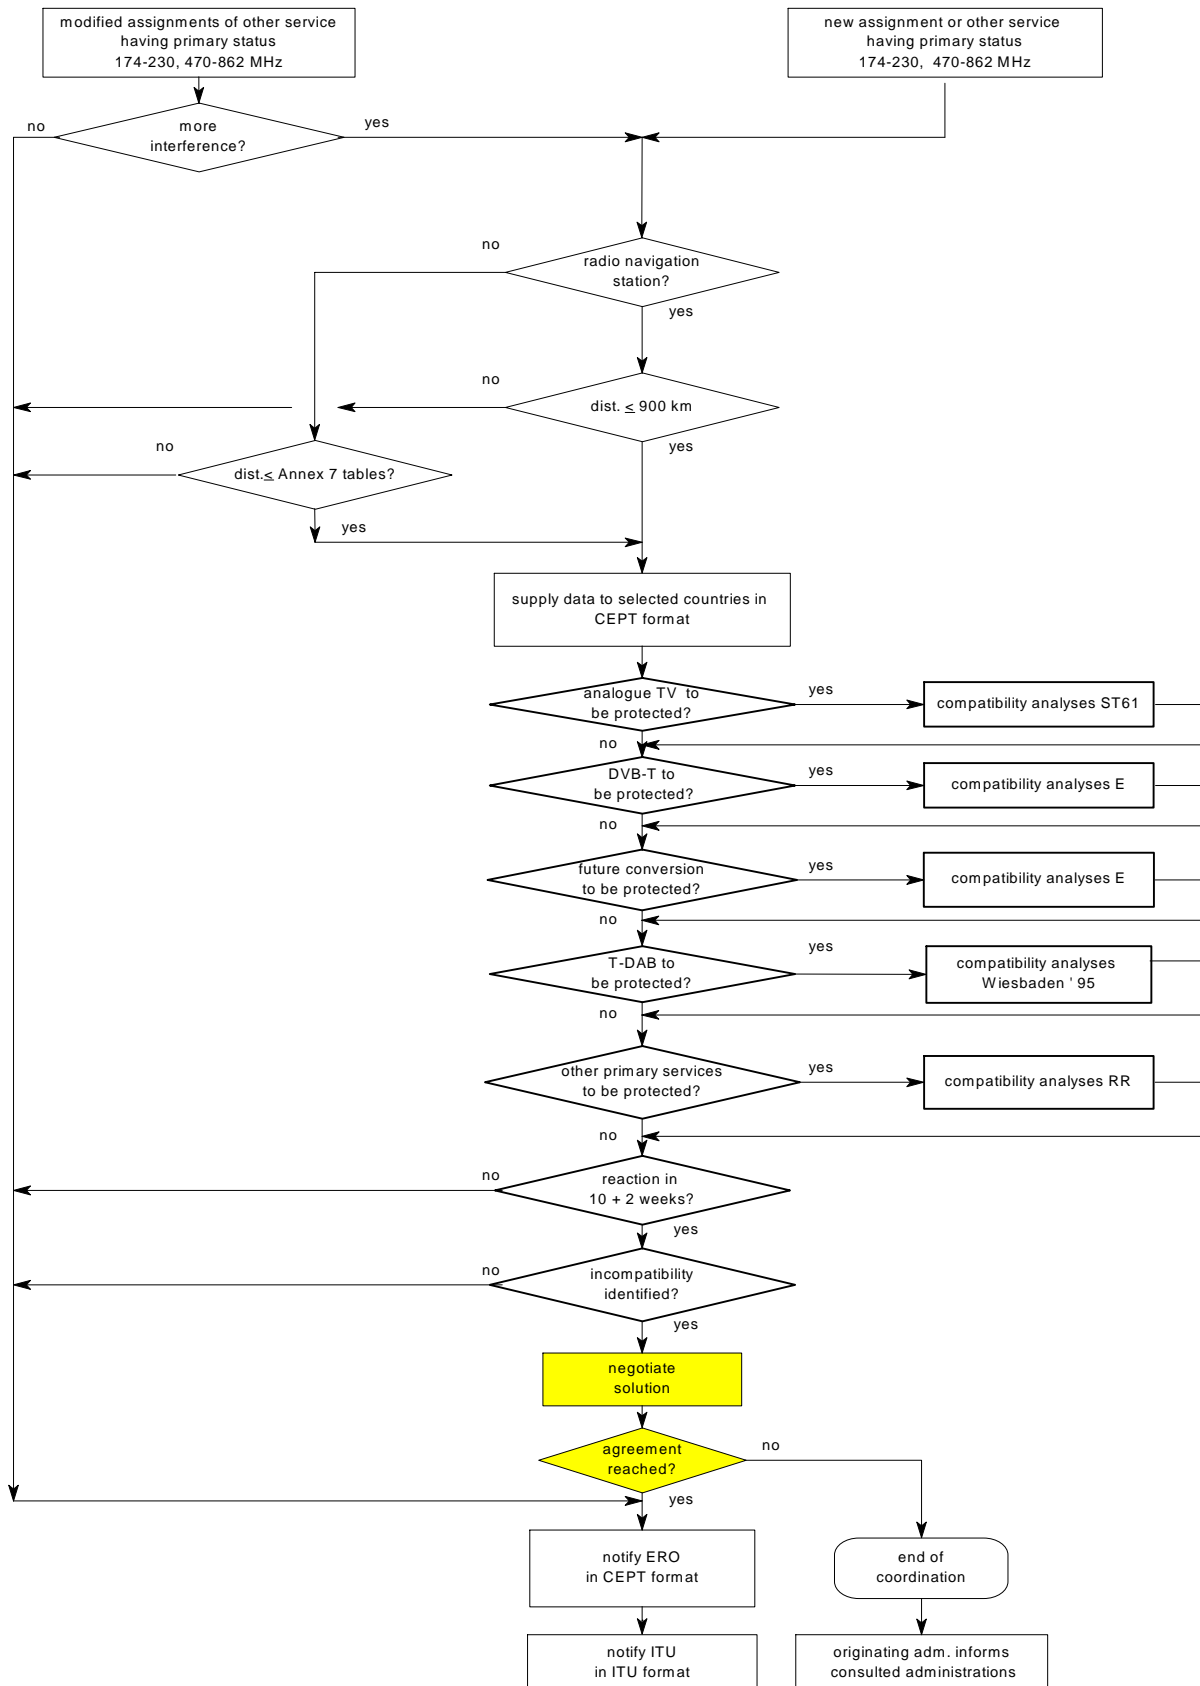 modified assignments of other service
having primary status
174-230, 470-862 MHz
new assignment or other service
having primary status
174-230, 470-862 MHz
no
more
interference?
yes
no
radio navigation
station?
yes
no
dist. ≤ 900 km
yes
no
dist.≤ Annex 7 tables?
yes
supply data to selected countries in
CEPT format
analogue TV to
be protected?
yes
compatibility analyses ST61
no
DVB-T to
be protected?
yes
compatibility analyses E
no
future conversion
to be protected?
yes
compatibility analyses E
no
T-DAB to
be protected?
yes
compatibility analyses
Wiesbaden ' 95
no
other primary services
to be protected?
yes
compatibility analyses RR
no
no
reaction in
10 + 2 weeks?
yes
no
incompatibility
identified?
yes
negotiate
solution
agreement
reached?
no
yes
notify ERO
in CEPT format
end of
coordination
notify ITU
in ITU format
originating adm. informs
consulted administrations